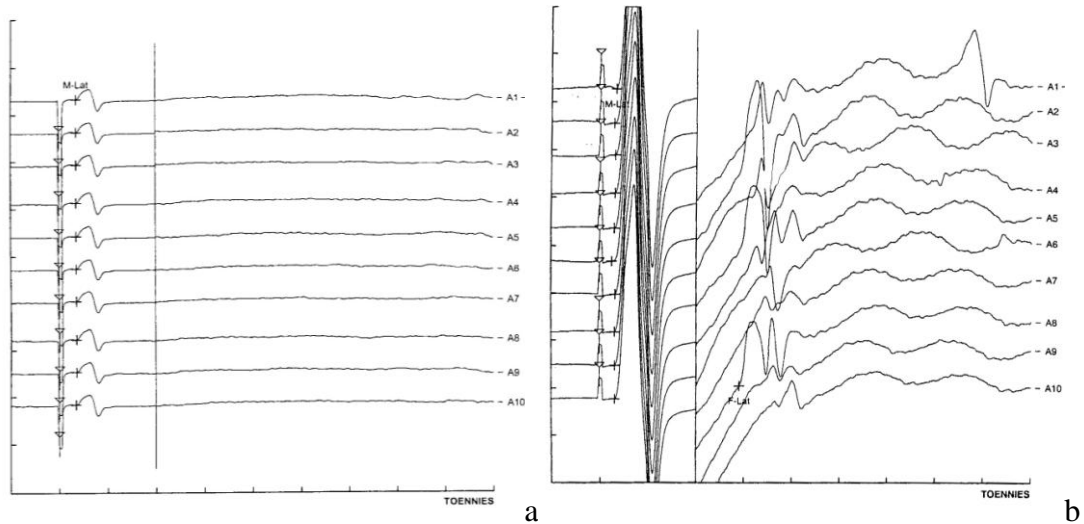 M-Lat
A1
A2
A3
A4
A5
A6
A7
A8
A9
A10
TOENNIES
a
M-Lat
A1
A2
A3
A4
A5
A6
A7
A8
A9
A10
F-Lat
TOENNIES
b